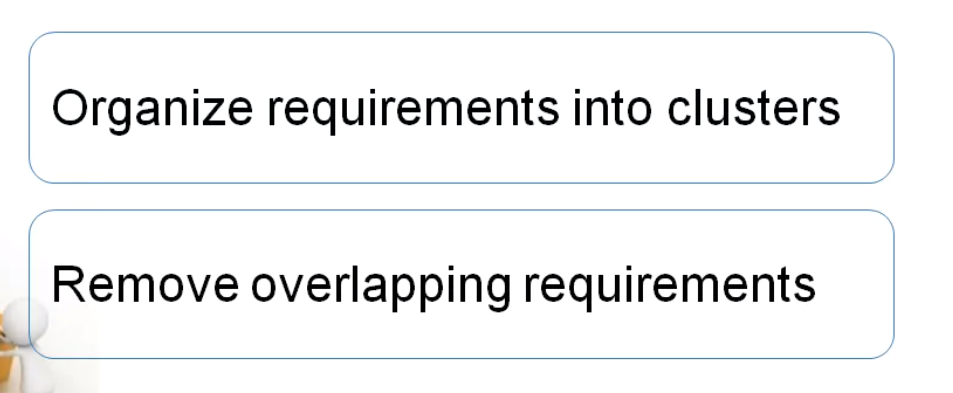 Organize requirements into clusters
Remove overlapping requirements